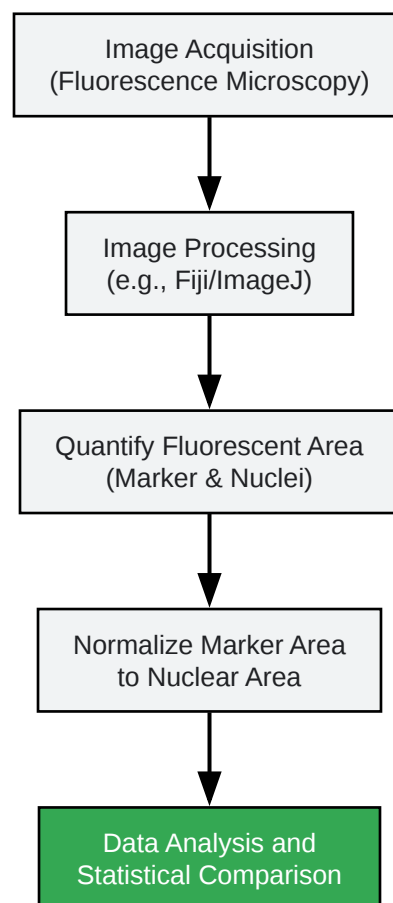 Image Acquisition
(Fluorescence Microscopy)
Image Processing
(e.g., Fiji/ImageJ)
Quantify Fluorescent Area
(Marker & Nuclei)
Normalize Marker Area
to Nuclear Area
Data Analysis and
Statistical Comparison